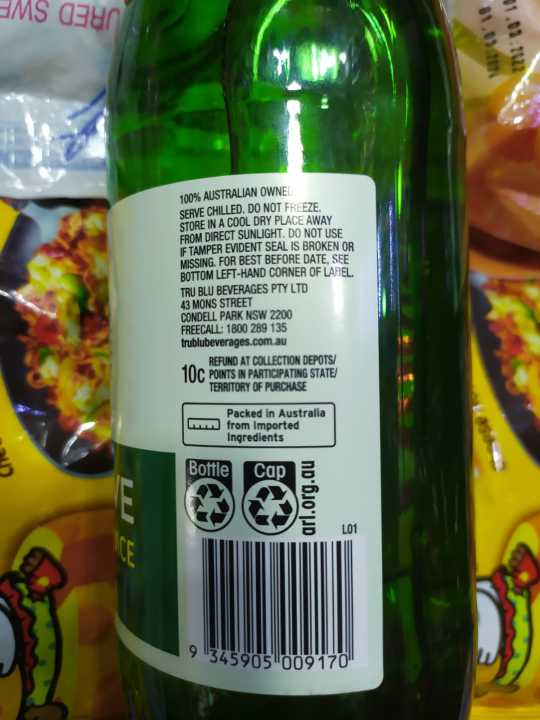 100% AUSTRALIAN OWNED
SERVE CHILLED. DO NOT FREEZE.
STORE IN A COOL DRY PLACE AWAY
FROM DIRECT SUNLIGHT. DO NOT USE
IF TAMPER EVIDENT SEAL IS BROKEN OR
MISSING. FOR BEST BEFORE DATE, SEE
BOTTOM LEFT-HAND CORNER OF LABEL.
TRU BLU BEVERAGES PTY LTD
43 MONS STREET
CONDELL PARK NSW 2200
FREECALL: 1800 289 135
trublubeverages.com.au
10c REFUND AT COLLECTION DEPOTS/
POINTS IN PARTICIPATING STATE/
TERRITORY OF PURCHASE
Packed in Australia
from Imported
Ingredients
Bottle Cap
arl.org.au
L01
9 345905 009170